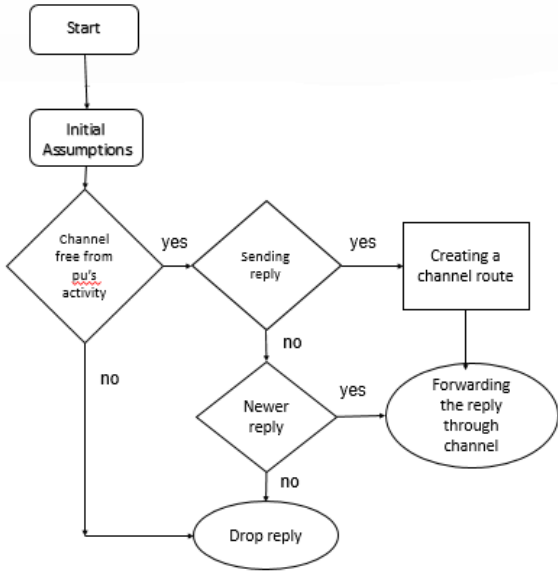 Start
Initial
Assumptions
Channel
free from
pu's
activity
yes
Sending
reply
yes
Creating a
channel route
no
no
Newer
reply
yes
Forwarding
the reply
through
channel
no
Drop reply